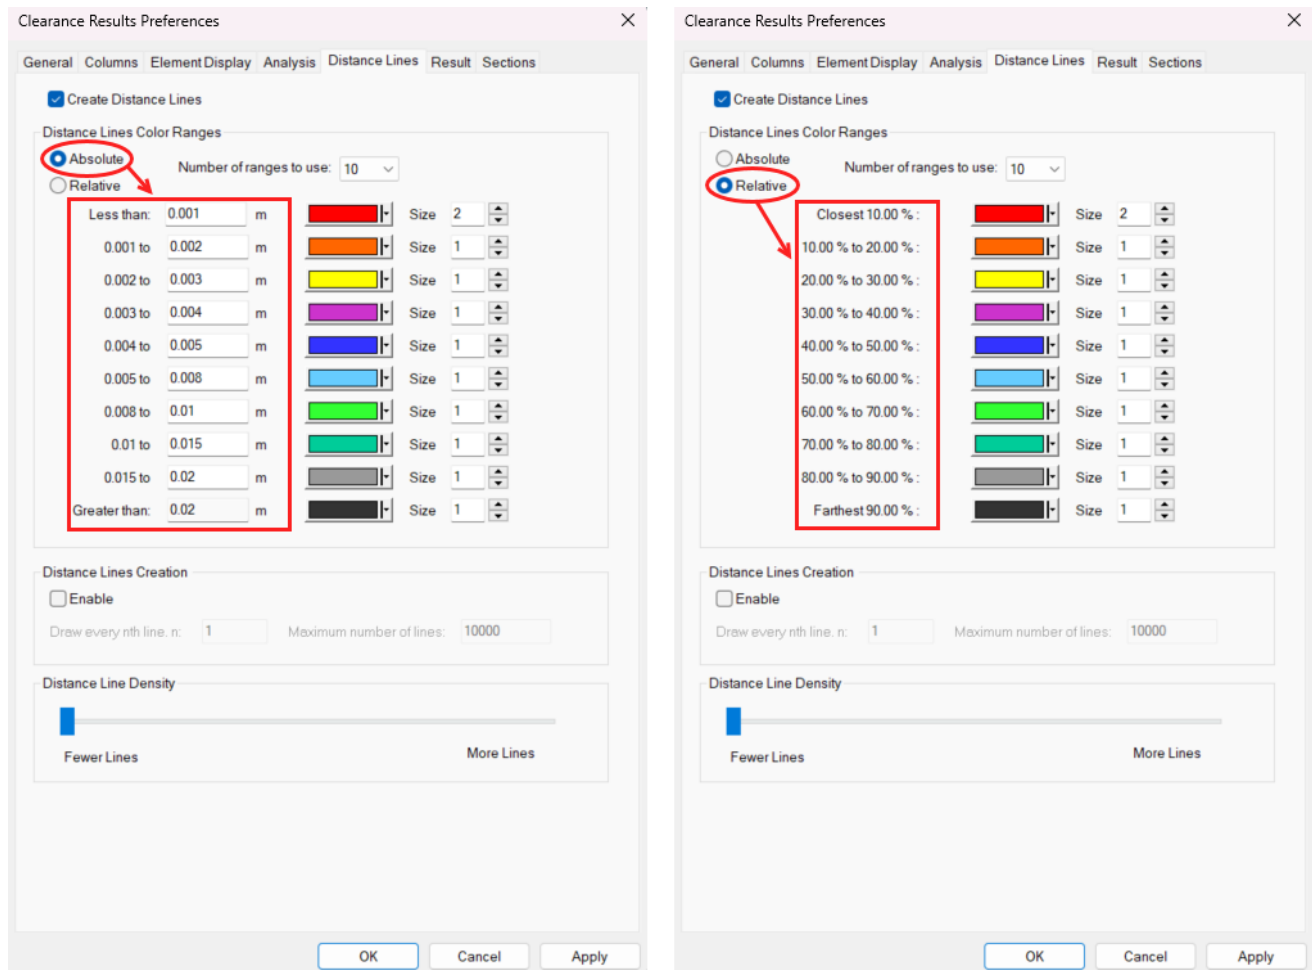 Clearance Results Preferences
General Columns Element Display Analysis Distance Lines Result Sections
Create Distance Lines
Distance Lines Color Ranges
Absolute
Relative
Number of ranges to use: 10
Less than: 0.001 m Size 2
0.001 to 0.002 m Size 1
0.002 to 0.003 m Size 1
0.003 to 0.004 m Size 1
0.004 to 0.005 m Size 1
0.005 to 0.008 m Size 1
0.008 to 0.01 m Size 1
0.01 to 0.015 m Size 1
0.015 to 0.02 m Size 1
Greater than: 0.02 m Size 1
Distance Lines Creation
Enable
Draw every nth line. n: 1 Maximum number of lines: 10000
Distance Line Density
Fewer Lines More Lines
OK Cancel Apply
Clearance Results Preferences
General Columns Element Display Analysis Distance Lines Result Sections
Create Distance Lines
Distance Lines Color Ranges
Absolute
Relative
Number of ranges to use: 10
Closest 10.00 % : Size 2
10.00 % to 20.00 % : Size 1
20.00 % to 30.00 % : Size 1
30.00 % to 40.00 % : Size 1
40.00 % to 50.00 % : Size 1
50.00 % to 60.00 % : Size 1
60.00 % to 70.00 % : Size 1
70.00 % to 80.00 % : Size 1
80.00 % to 90.00 % : Size 1
Farthest 90.00 % : Size 1
Distance Lines Creation
Enable
Draw every nth line. n: 1 Maximum number of lines: 10000
Distance Line Density
Fewer Lines More Lines
OK Cancel Apply